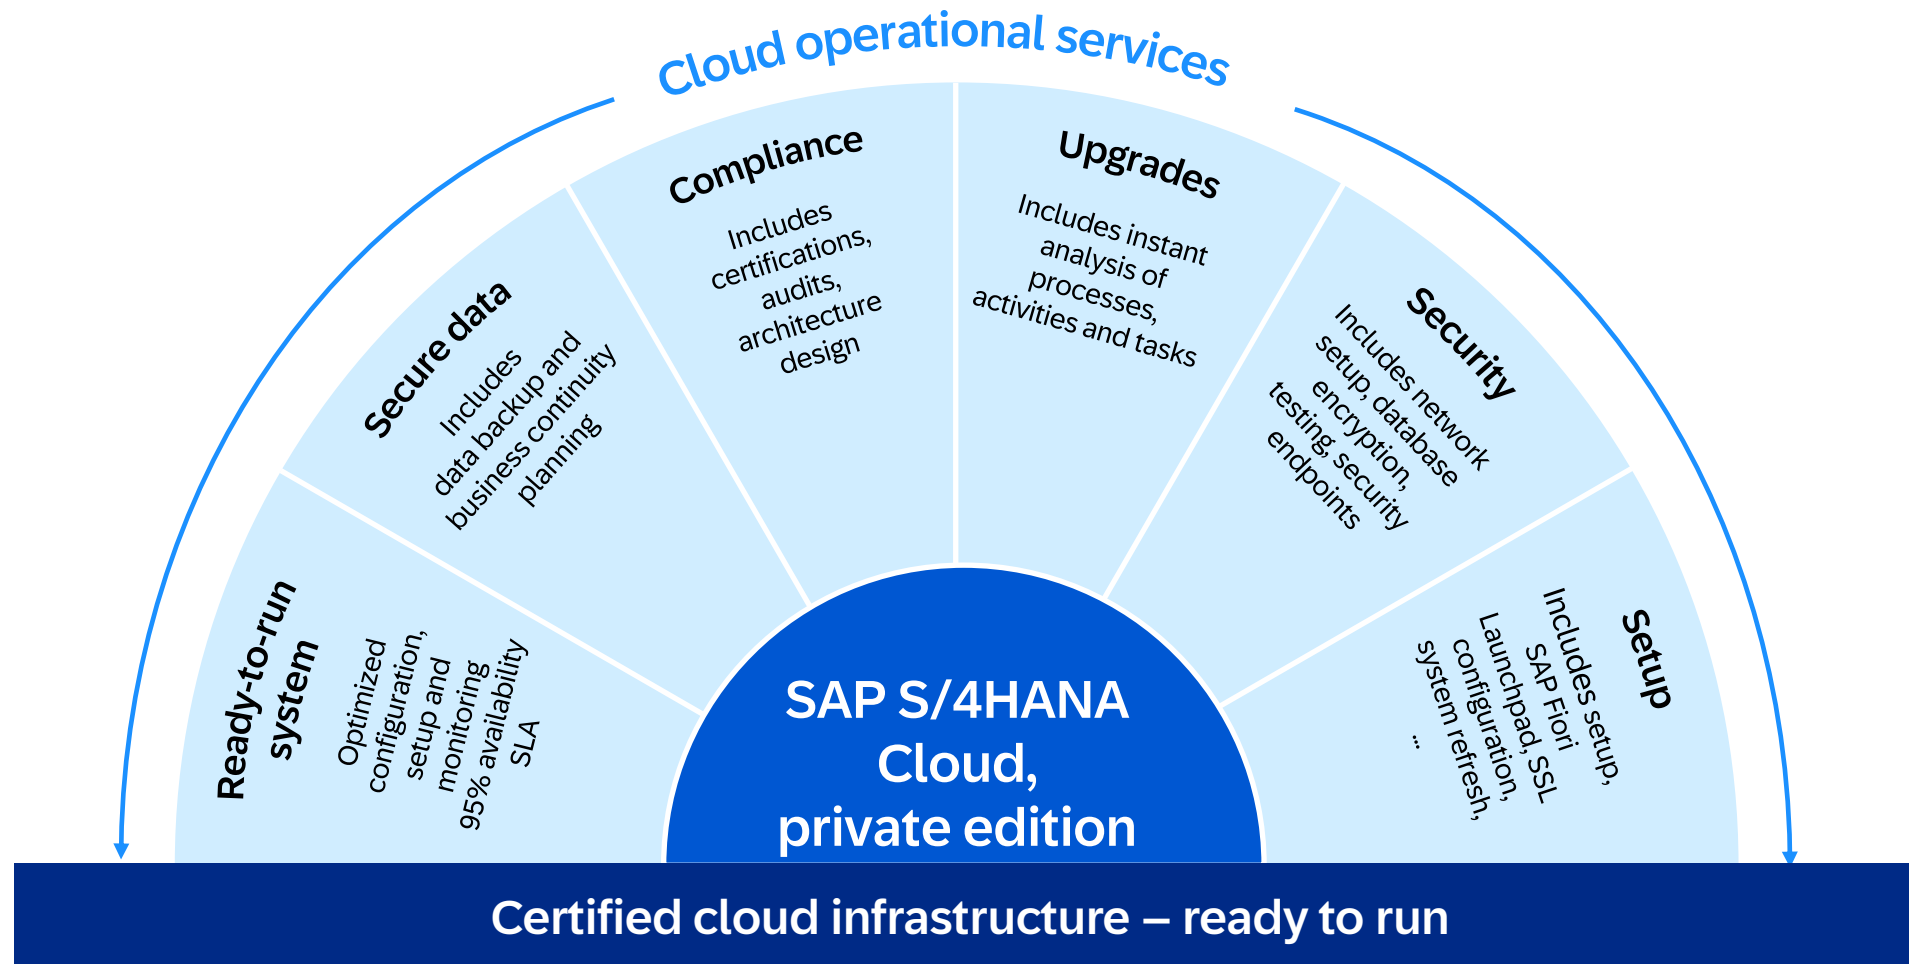 Cloud operational services
Ready-to-run
system
Optimized
configuration,
setup and
monitoring
95% availability
SLA
Secure data
Includes
data backup and
business continuity
planning
Compliance
Includes
certifications,
audits,
architecture
design
Upgrades
Includes instant
analysis of
processes,
activities and tasks
Security
Includes network
setup, database
encryption,
testing, security
endpoints
Setup
Includes setup,
SAP Fiori
Launchpad, SSL
configuration,
system refresh,
...
SAP S/4HANA
Cloud,
private edition
Certified cloud infrastructure – ready to run